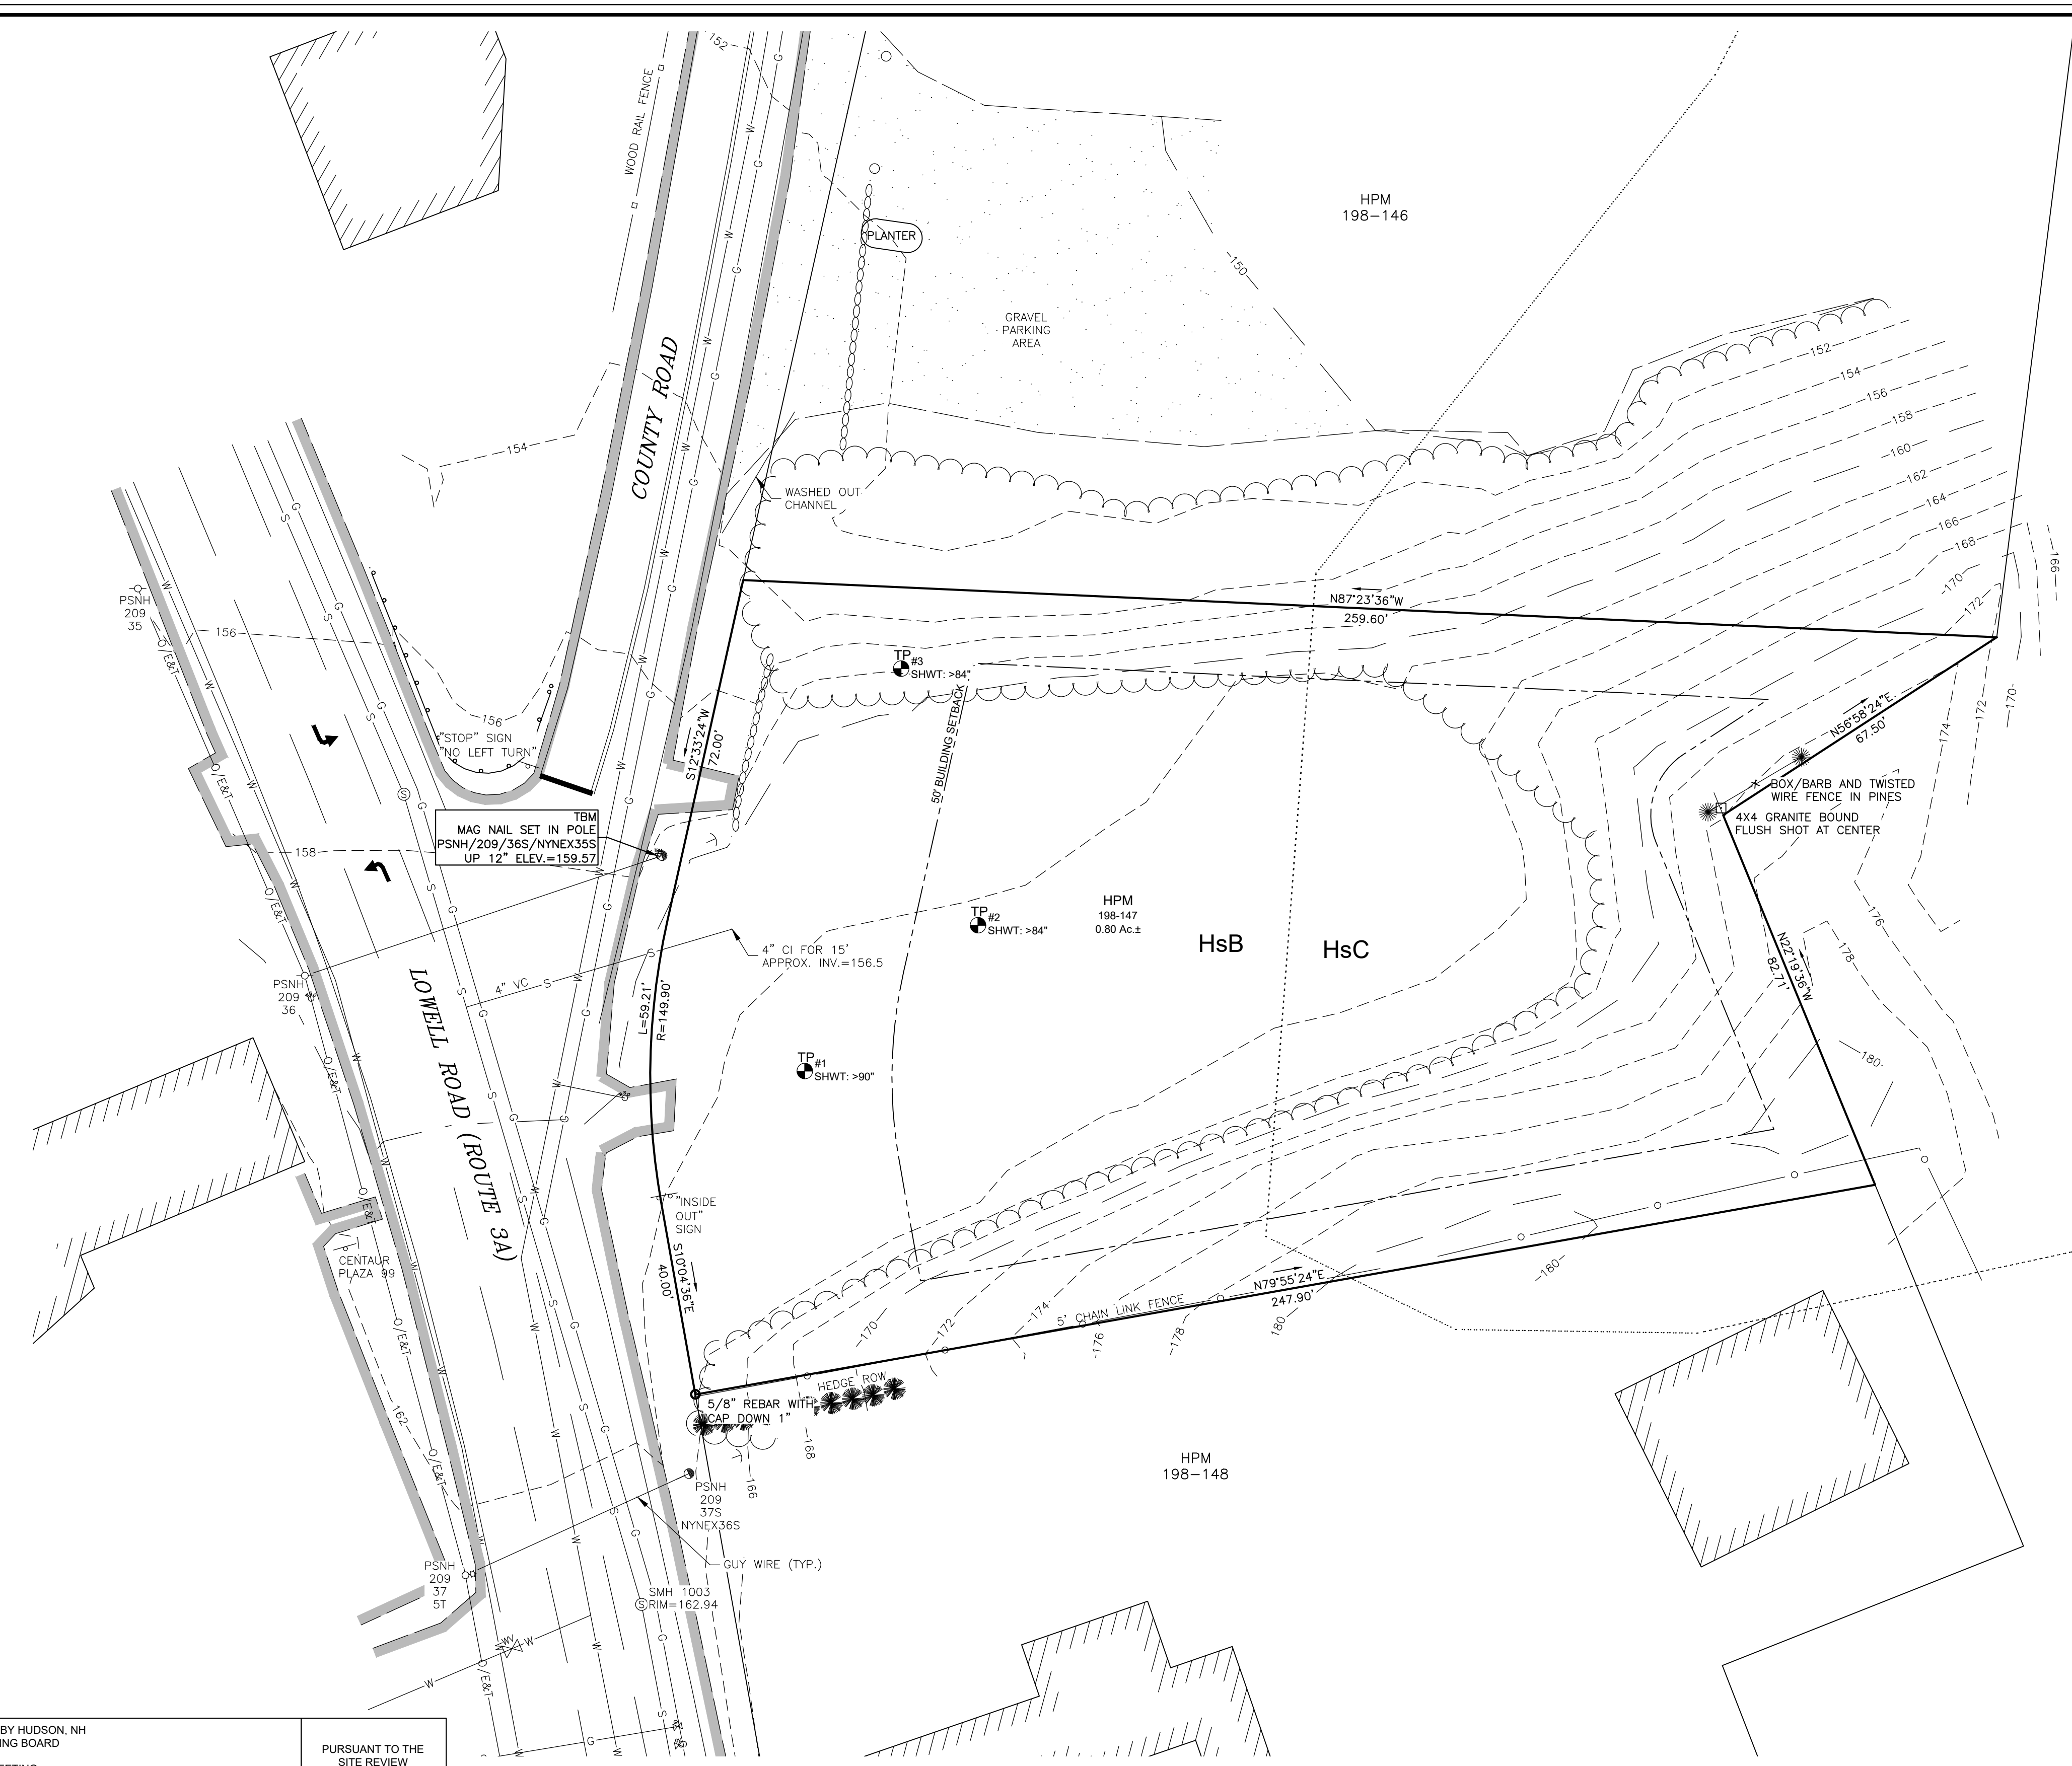 152
WOOD RAIL FENCE
PLANTER
HPM
198-146
150
GRAVEL
PARKING
AREA
COUNTY ROAD
154
152
154
156
158
160
162
164
166
168
170
172
166
170
172
174
176
178
180
WASHED OUT
CHANNEL
PSNH
209
35
156
156
158
O/E&T
"STOP" SIGN
"NO LEFT TURN"
N87°23'36"W
259.60'
TP
#3
SHWT: >84"
50' BUILDING SETBACK
S12°33'24"W
72.00'
N56°58'24"E
67.50'
BOX/BARB AND TWISTED
WIRE FENCE IN PINES
4X4 GRANITE BOUND
FLUSH SHOT AT CENTER
TBM
MAG NAIL SET IN POLE
PSNH/209/36S/NYNEX35S
UP 12" ELEV.=159.57
TP
#2
SHWT: >84"
HPM
198-147
0.80 Ac.±
HsB
HsC
4" CI FOR 15'
APPROX. INV.=156.5
4" VC
PSNH
209
36
N22°19'36"W
82.71'
L=59.21'
R=149.90'
LOWELL ROAD (ROUTE 3A)
TP
#1
SHWT: >90"
"INSIDE
OUT"
SIGN
S10°04'36"E
40.00'
CENTAUR
PLAZA 99
N79°55'24"E
247.90'
5' CHAIN LINK FENCE
170
172
174
176
178
180
180
HEDGE ROW
5/8" REBAR WITH
CAP DOWN 1"
168
166
162
HPM
198-148
PSNH
209
37S
NYNEX36S
GUY WIRE (TYP.)
PSNH
209
37
5T
SMH 1003
RIM=162.94
WV
BY HUDSON, NH
ING BOARD
PURSUANT TO THE
SITE REVIEW